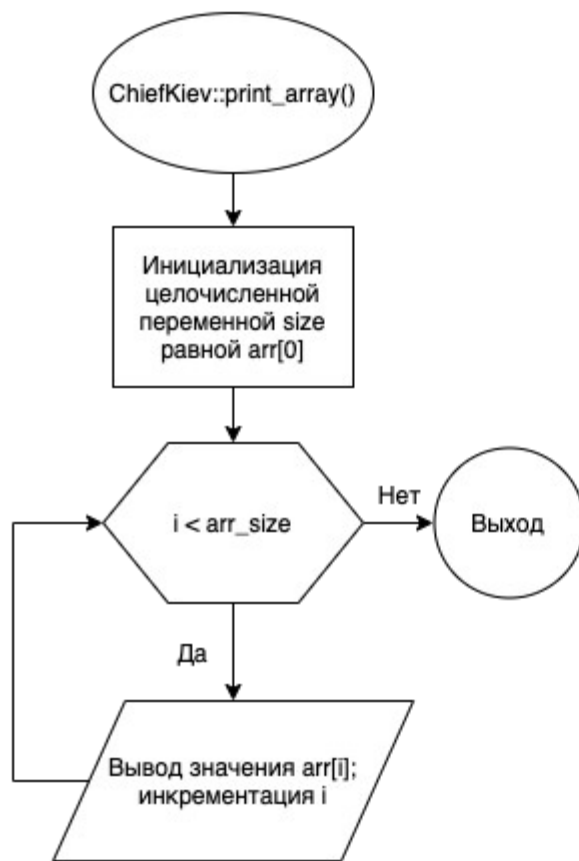 ChiefKiev::print_array()
Инициализация
целочисленной
переменной size
равной arr[0]
i < arr_size
Нет
Выход
Да
Вывод значения arr[i];
инкрементация i